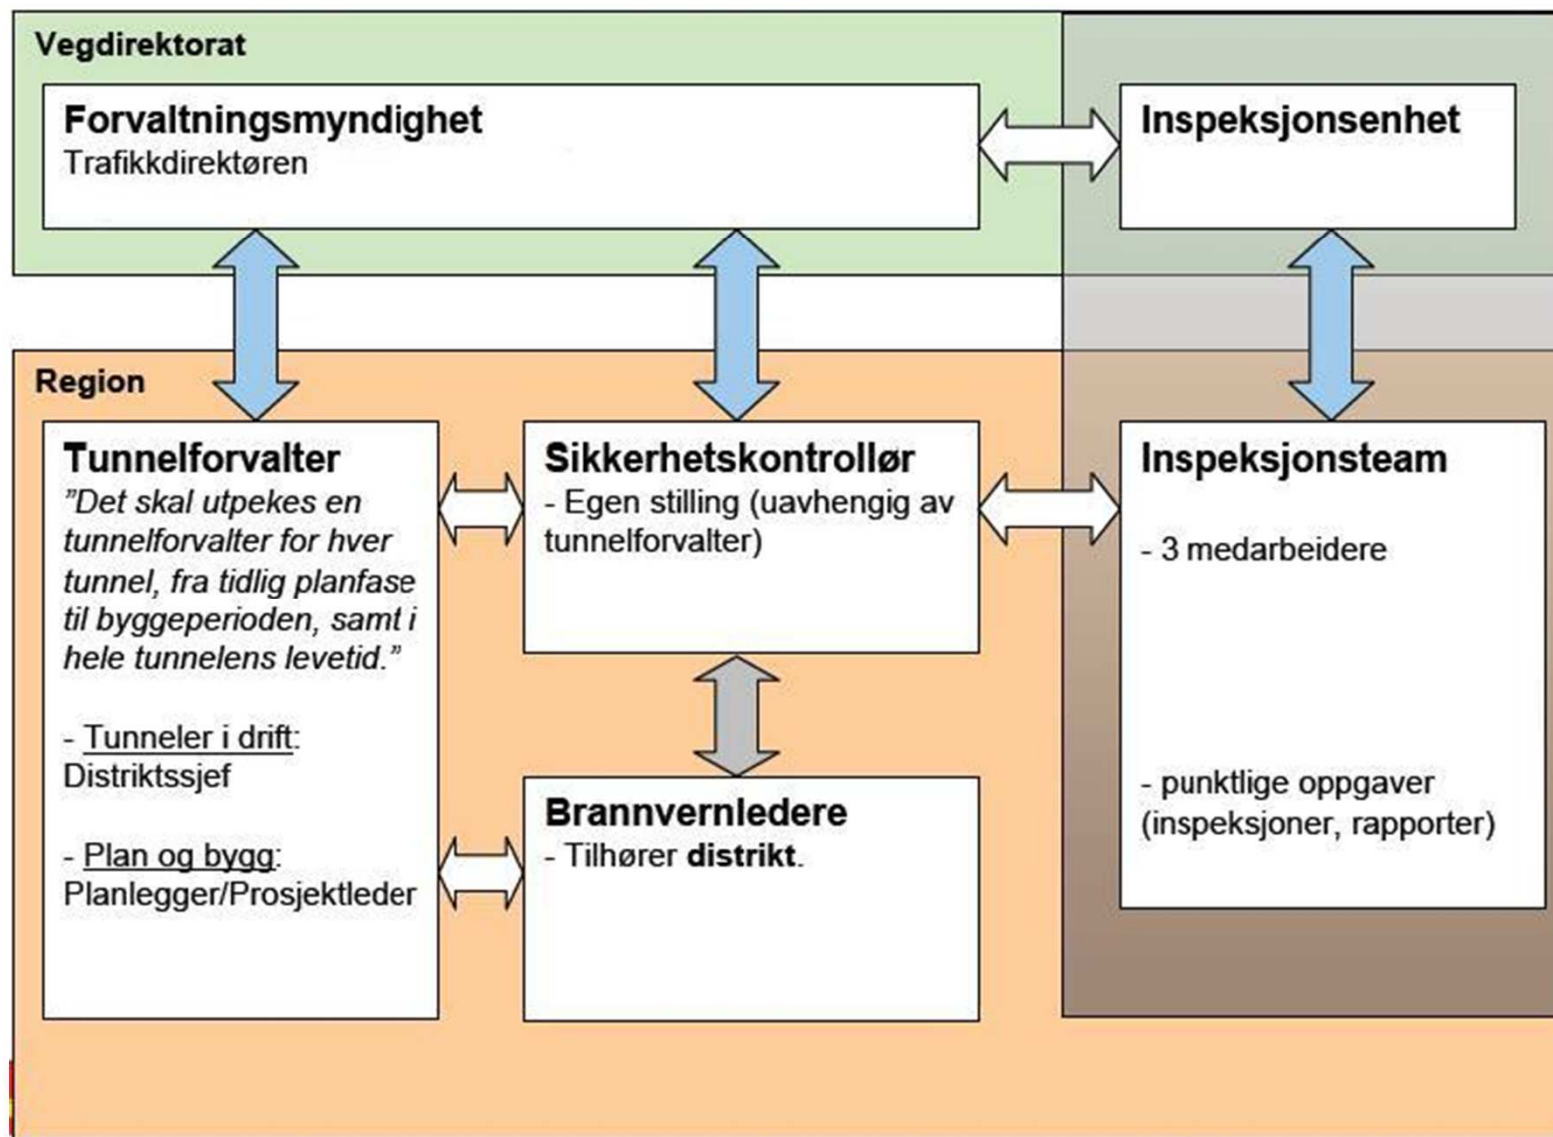 Vegdirektorat
Forvaltningsmyndighet
Trafikkdirektøren
Inspeksjonsenhet
Region
Tunnelforvalter
”Det skal utpekes en
tunnelforvalter for hver
tunnel, fra tidlig planfase
til byggeperioden, samt i
hele tunnelens levetid.”
- Tunneler i drift:
Distriktssjef
- Plan og bygg:
Planlegger/Prosjektleder
Sikkerhetskontrollør
- Egen stilling (uavhengig av
tunnelforvalter)
Brannvernledere
- Tilhører distrikt.
Inspeksjonsteam
- 3 medarbeidere
- punktlige oppgaver
(inspeksjoner, rapporter)